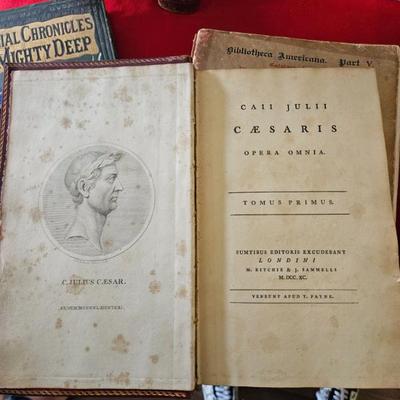 IAL CHRONICLES
MIGHTY DEEP
Bibliotheca Americana. Part V
C. JULIUS CÆSAR.
CAII JULII
CÆSARIS
OPERA OMNIA.
TOMUS PRIMUS.
SUMTIBUS EDITORIS EXCUDEBANT
LONDINI
M. RITCHIE & J. SAMMELLS
M.DCC.XC.
VENEUNT APUD T. PAYNE.